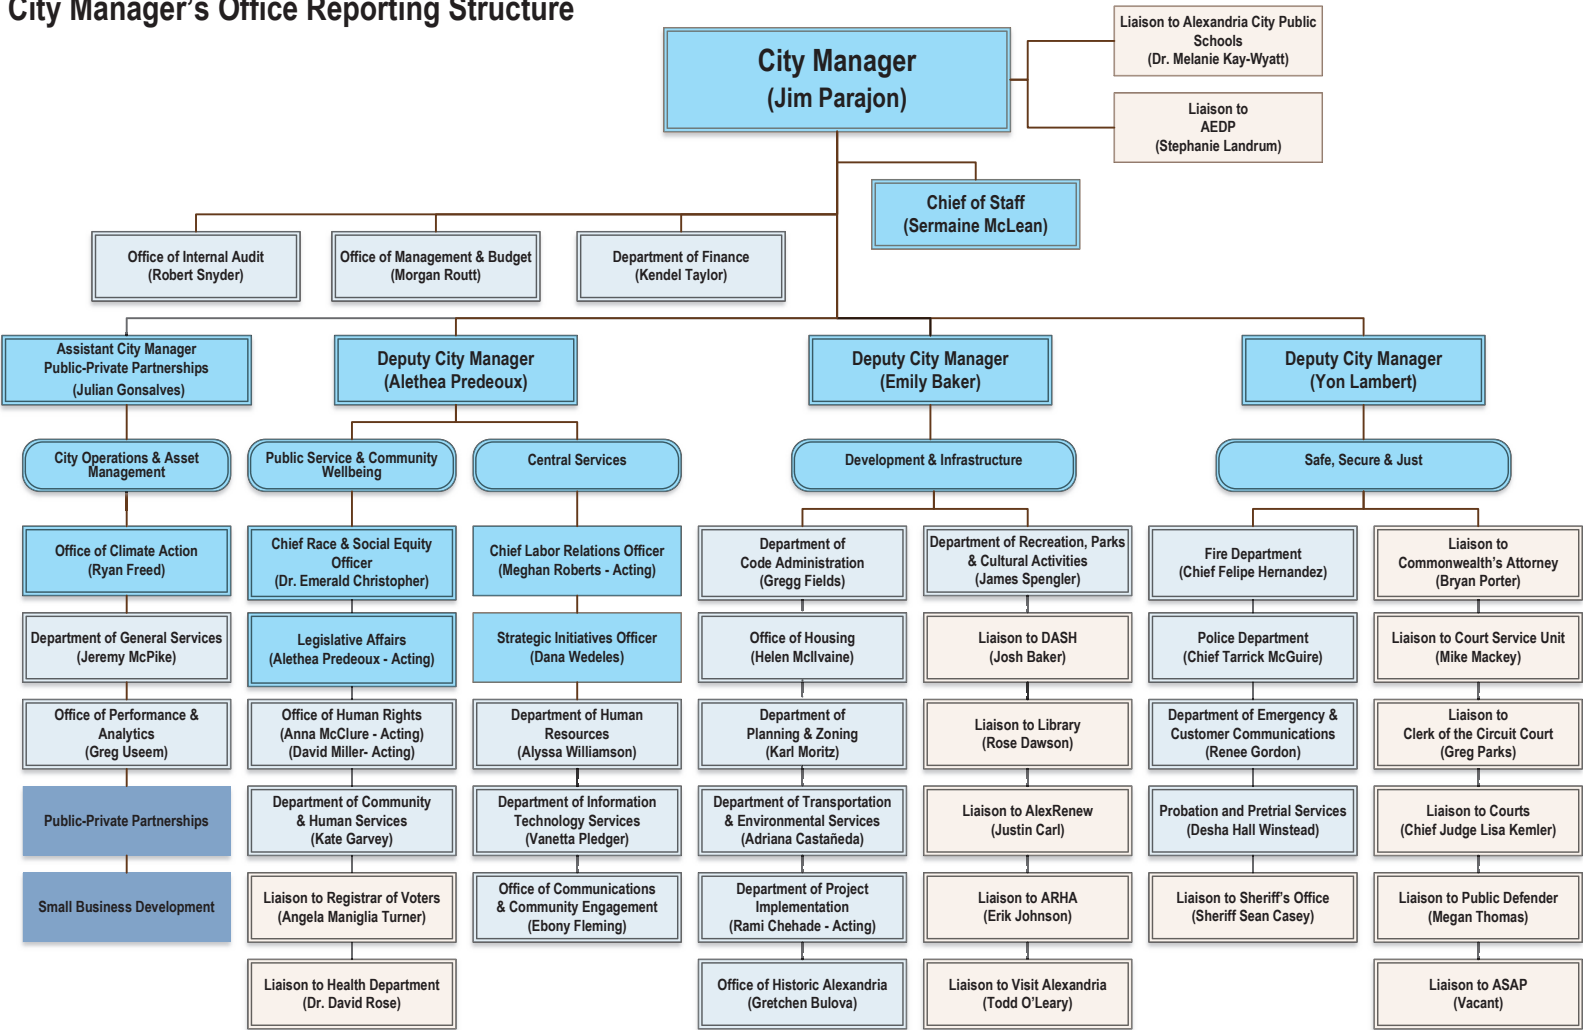 City Manager's Office Reporting Structure
City Manager
(Jim Parajon)
Liaison to Alexandria City Public
Schools
(Dr. Melanie Kay-Wyatt)
Liaison to
AEDP
(Stephanie Landrum)
Chief of Staff
(Sermaine McLean)
Office of Internal Audit
(Robert Snyder)
Office of Management & Budget
(Morgan Routt)
Department of Finance
(Kendel Taylor)
Assistant City Manager
Public-Private Partnerships
(Julian Gonsalves)
Deputy City Manager
(Alethea Predeoux)
Deputy City Manager
(Emily Baker)
Deputy City Manager
(Yon Lambert)
City Operations & Asset
Management
Public Service & Community
Wellbeing
Central Services
Development & Infrastructure
Safe, Secure & Just
Office of Climate Action
(Ryan Freed)
Department of General Services
(Jeremy McPike)
Office of Performance &
Analytics
(Greg Useem)
Public-Private Partnerships
Small Business Development
Chief Race & Social Equity
Officer
(Dr. Emerald Christopher)
Legislative Affairs
(Alethea Predeoux - Acting)
Office of Human Rights
(Anna McClure - Acting)
(David Miller- Acting)
Department of Community
& Human Services
(Kate Garvey)
Liaison to Registrar of Voters
(Angela Maniglia Turner)
Liaison to Health Department
(Dr. David Rose)
Chief Labor Relations Officer
(Meghan Roberts - Acting)
Strategic Initiatives Officer
(Dana Wedeles)
Department of Human
Resources
(Alyssa Williamson)
Department of Information
Technology Services
(Vanetta Pledger)
Office of Communications
& Community Engagement
(Ebony Fleming)
Department of
Code Administration
(Gregg Fields)
Office of Housing
(Helen McIlvaine)
Department of
Planning & Zoning
(Karl Moritz)
Department of Transportation
& Environmental Services
(Adriana Castañeda)
Department of Project
Implementation
(Rami Chehade - Acting)
Office of Historic Alexandria
(Gretchen Bulova)
Department of Recreation, Parks
& Cultural Activities
(James Spengler)
Liaison to DASH
(Josh Baker)
Liaison to Library
(Rose Dawson)
Liaison to AlexRenew
(Justin Carl)
Liaison to ARHA
(Erik Johnson)
Liaison to Visit Alexandria
(Todd O'Leary)
Fire Department
(Chief Felipe Hernandez)
Police Department
(Chief Tarrick McGuire)
Department of Emergency &
Customer Communications
(Renee Gordon)
Probation and Pretrial Services
(Desha Hall Winstead)
Liaison to Sheriff's Office
(Sheriff Sean Casey)
Liaison to
Commonwealth's Attorney
(Bryan Porter)
Liaison to Court Service Unit
(Mike Mackey)
Liaison to
Clerk of the Circuit Court
(Greg Parks)
Liaison to Courts
(Chief Judge Lisa Kemler)
Liaison to Public Defender
(Megan Thomas)
Liaison to ASAP
(Vacant)